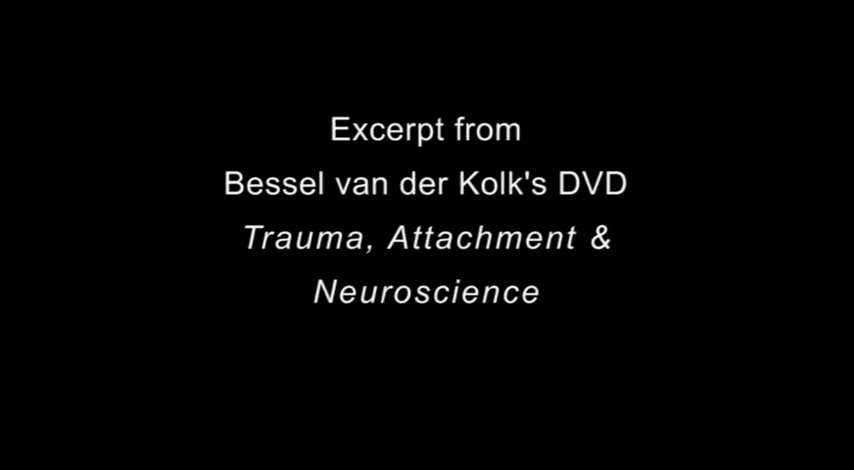 Excerpt from
Bessel van der Kolk's DVD
Trauma, Attachment &
Neuroscience